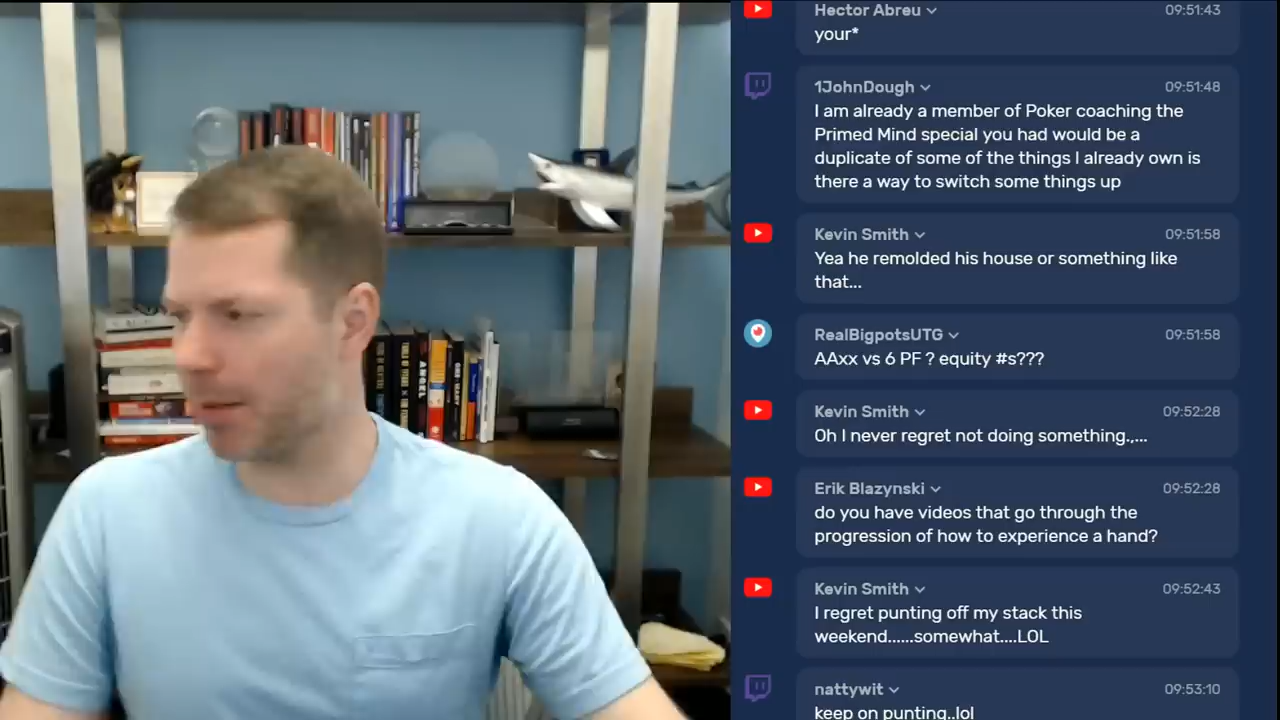 Hector Abreu
09:51:43
your*
1JohnDough
09:51:48
I am already a member of Poker coaching the
Primed Mind special you had would be a
duplicate of some of the things I already own is
there a way to switch some things up
Kevin Smith
09:51:58
Yea he remolded his house or something like
that...
RealBigpotsUTG
09:51:58
AAxx vs 6 PF ? equity #s???
Kevin Smith
09:52:28
Oh I never regret not doing something.,...
Erik Blazynski
09:52:28
do you have videos that go through the
progression of how to experience a hand?
Kevin Smith
09:52:43
I regret punting off my stack this
weekend......somewhat....LOL
nattywit
09:53:10
keep on punting..lol
ANGEL